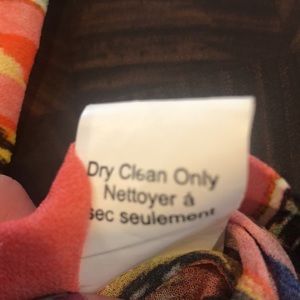 Dry Clean Only
Nettoyer á
sec seulement